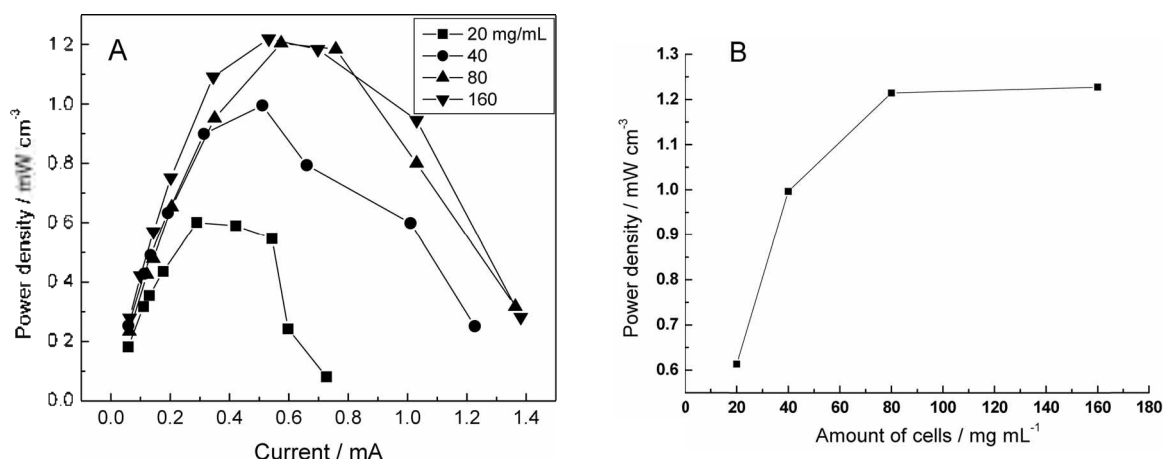 A
20 mg/mL
40
80
160
Power density / mW cm⁻³
1.2
1.0
0.8
0.6
0.4
0.2
0.0
0.0 0.2 0.4 0.6 0.8 1.0 1.2 1.4
Current / mA
B
Power density / mW cm⁻³
1.3
1.2
1.1
1.0
0.9
0.8
0.7
0.6
0 20 40 60 80 100 120 140 160 180
Amount of cells / mg mL⁻¹